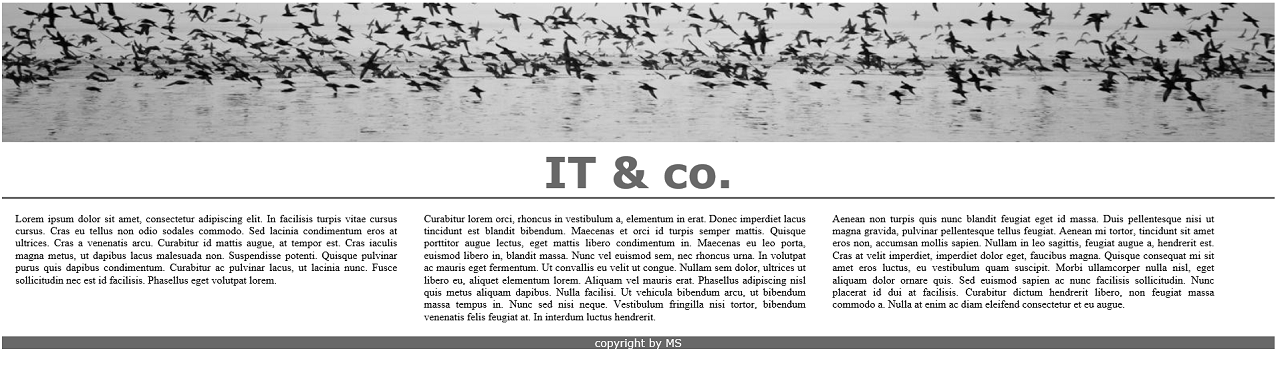 IT & co.
Lorem ipsum dolor sit amet, consectetur adipiscing elit. In facilisis turpis vitae cursus
cursus. Cras eu tellus non odio sodales commodo. Sed lacinia condimentum eros at
ultrices. Cras a venenatis arcu. Curabitur id mattis augue, at tempor est. Cras iaculis
magna metus, ut dapibus lacus malesuada non. Suspendisse potenti. Quisque pulvinar
purus quis dapibus condimentum. Curabitur ac pulvinar lacus, ut lacinia nunc. Fusce
sollicitudin nec est id facilisis. Phasellus eget volutpat lorem.
Curabitur lorem orci, rhoncus in vestibulum a, elementum in erat. Donec imperdiet lacus
tincidunt est blandit bibendum. Maecenas et orci id turpis semper mattis. Quisque
porttitor augue lectus, eget mattis libero condimentum in. Maecenas eu leo porta,
euismod libero in, blandit massa. Nunc vel euismod sem, nec rhoncus urna. In volutpat
ac mauris eget fermentum. Ut convallis eu velit ut congue. Nullam sem dolor, ultrices ut
libero eu, aliquet elementum lorem. Aliquam vel mauris erat. Phasellus adipiscing nisl
quis metus aliquam dapibus. Nulla facilisi. Ut vehicula bibendum arcu, ut bibendum
massa tempus in. Nunc sed nisi neque. Vestibulum fringilla nisi tortor, bibendum
venenatis felis feugiat at. In interdum luctus hendrerit.
Aenean non turpis quis nunc blandit feugiat eget id massa. Duis pellentesque nisi ut
magna gravida, pulvinar pellentesque tellus feugiat. Aenean mi tortor, tincidunt sit amet
eros non, accumsan mollis sapien. Nullam in leo sagittis, feugiat augue a, hendrerit est.
Cras at velit imperdiet, imperdiet dolor eget, faucibus magna. Quisque consequat mi sit
amet eros luctus, eu vestibulum quam suscipit. Morbi ullamcorper nulla nisl, eget
aliquam dolor ornare quis. Sed euismod sapien ac nunc facilisis sollicitudin. Nunc
placerat id dui at facilisis. Curabitur dictum hendrerit libero, non feugiat massa
commodo a. Nulla at enim ac diam eleifend consectetur et eu augue.
copyright by MS